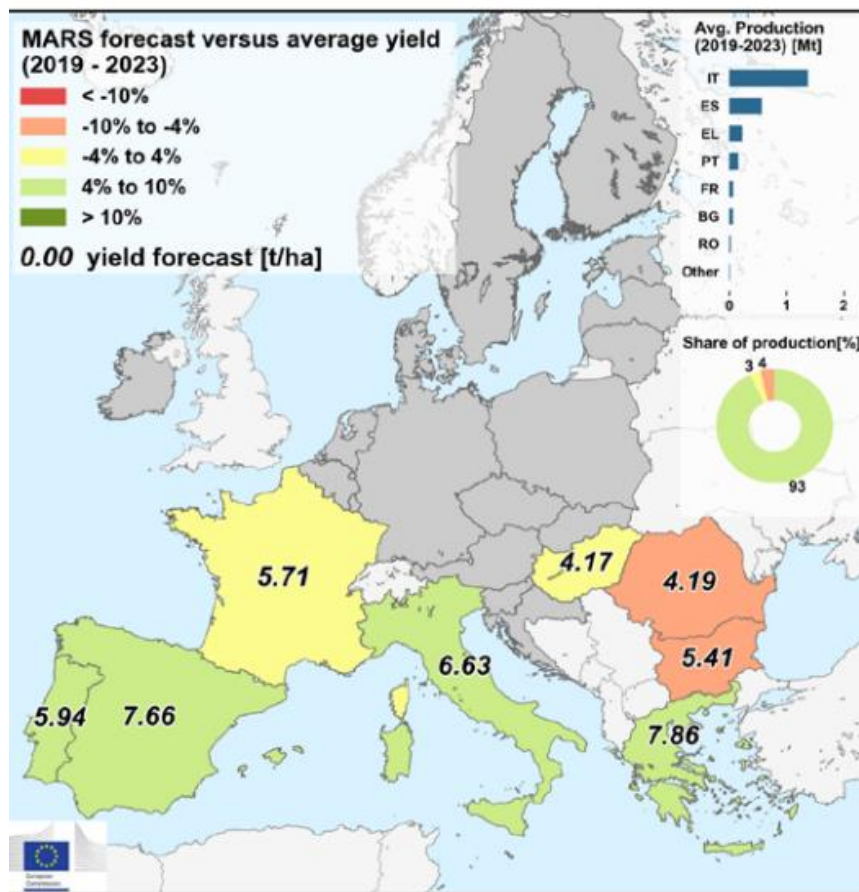 MARS forecast versus average yield
(2019 - 2023)
< -10%
-10% to -4%
-4% to 4%
4% to 10%
> 10%
0.00 yield forecast [t/ha]
Avg. Production
(2019-2023) [Mt]
IT
ES
EL
PT
FR
BG
RO
Other
0 1 2
Share of production[%]
3 4
93
5.71
4.17
4.19
5.41
6.63
5.94
7.66
7.86
European
Commission